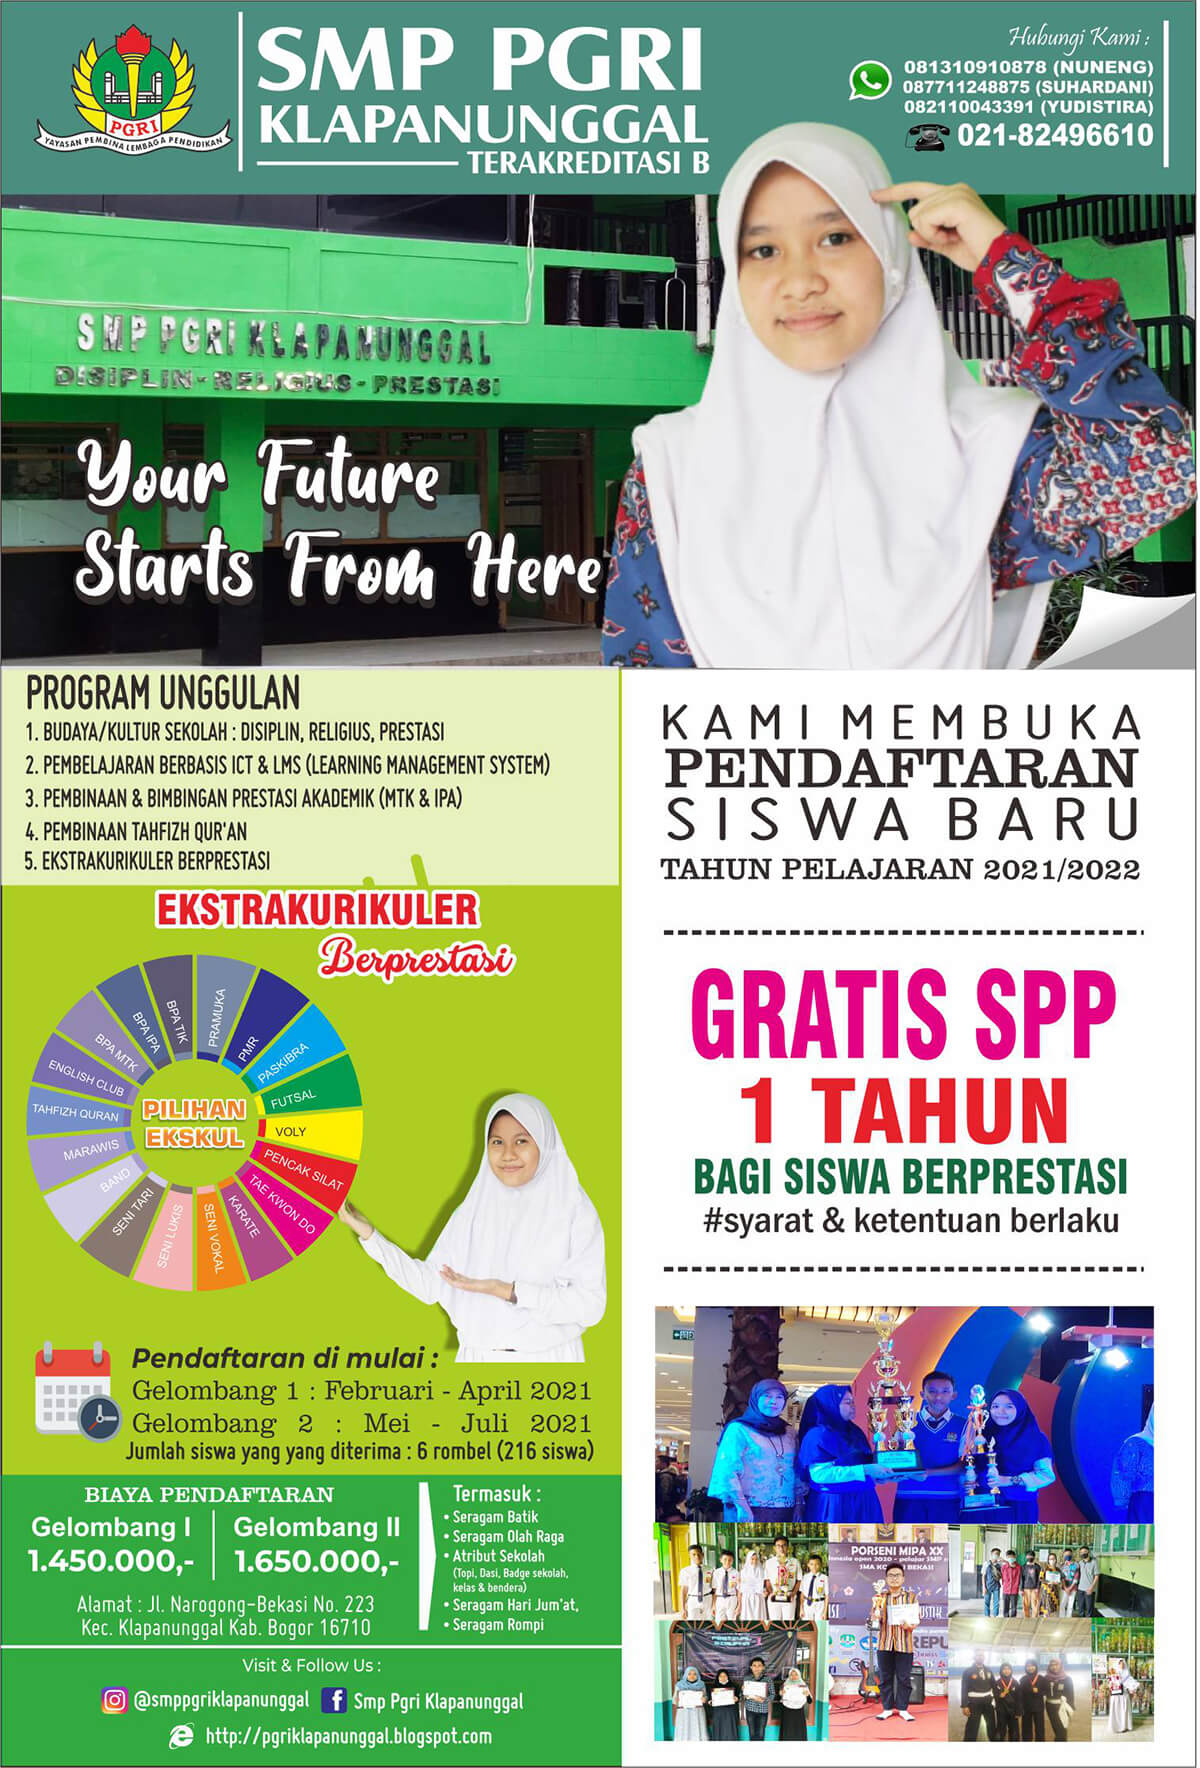 PGRI
YAYASAN PEMBINA LEMBAGA PENDIDIKAN
SMP PGRI
KLAPANUNGGAL
TERAKREDITASI B
Hubungi Kami :
081310910878 (NUNENG)
087711248875 (SUHARDANI)
082110043391 (YUDISTIRA)
021-82496610
SMP PGRI KLAPANUNGGAL
DISIPLIN-RELIGIUS-PRESTASI
Your Future
Starts From Here
PROGRAM UNGGULAN
1. BUDAYA/KULTUR SEKOLAH : DISIPLIN, RELIGIUS, PRESTASI
2. PEMBELAJARAN BERBASIS ICT & LMS (LEARNING MANAGEMENT SYSTEM)
3. PEMBINAAN & BIMBINGAN PRESTASI AKADEMIK (MTK & IPA)
4. PEMBINAAN TAHFIZH QUR'AN
5. EKSTRAKURIKULER BERPRESTASI
EKSTRAKURIKULER
Berprestasi
PILIHAN
EKSKUL
PRAMUKA
PMR
PASKIBRA
FUTSAL
VOLY
PENCAK SILAT
TAE KWON DO
KARATE
SENI VOKAL
SENI LUKIS
SENI TARI
BAND
MARAWIS
TAHFIZH QURAN
ENGLISH CLUB
BPA MTK
BPA IPA
BPA TIK
Pendaftaran di mulai :
Gelombang 1 : Februari - April 2021
Gelombang 2 : Mei - Juli 2021
Jumlah siswa yang yang diterima : 6 rombel (216 siswa)
BIAYA PENDAFTARAN
Gelombang I
1.450.000,-
Gelombang II
1.650.000,-
Termasuk :
• Seragam Batik
• Seragam Olah Raga
• Atribut Sekolah
(Topi, Dasi, Badge sekolah,
kelas & bendera)
• Seragam Hari Jum'at,
• Seragam Rompi
Alamat : Jl. Narogong-Bekasi No. 223
Kec. Klapanunggal Kab. Bogor 16710
Visit & Follow Us :
@smppgriklapanunggal
Smp Pgri Klapanunggal
http://pgriklapanunggal.blogspot.com
KAMI MEMBUKA
PENDAFTARAN
SISWA BARU
TAHUN PELAJARAN 2021/2022
GRATIS SPP
1 TAHUN
BAGI SISWA BERPRESTASI
#syarat & ketentuan berlaku
PORSENI MIPA XX